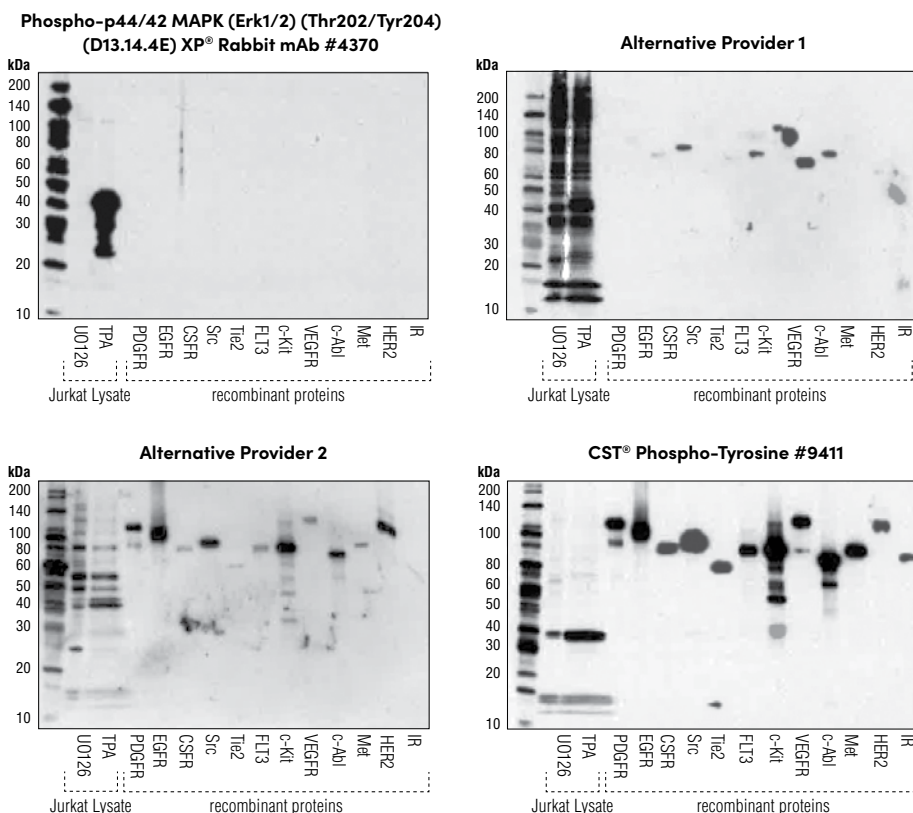 Phospho-p44/42 MAPK (Erk1/2) (Thr202/Tyr204)
(D13.14.4E) XP® Rabbit mAb #4370
kDa
200
140
100
80
60
50
40
30
20
10
UO126
TPA
PDGFR
EGFR
CSFR
Src
Tie2
FLT3
c-Kit
VEGFR
c-Abl
Met
HER2
IR
Jurkat Lysate
recombinant proteins
Alternative Provider 1
kDa
200
140
100
80
60
50
40
30
20
10
UO126
TPA
PDGFR
EGFR
CSFR
Src
Tie2
FLT3
c-Kit
VEGFR
c-Abl
Met
HER2
IR
Jurkat Lysate
recombinant proteins
Alternative Provider 2
kDa
200
140
100
80
60
50
40
30
20
10
UO126
TPA
PDGFR
EGFR
CSFR
Src
Tie2
FLT3
c-Kit
VEGFR
c-Abl
Met
HER2
IR
Jurkat Lysate
recombinant proteins
CST® Phospho-Tyrosine #9411
kDa
200
140
100
80
60
50
40
30
20
10
UO126
TPA
PDGFR
EGFR
CSFR
Src
Tie2
FLT3
c-Kit
VEGFR
c-Abl
Met
HER2
IR
Jurkat Lysate
recombinant proteins